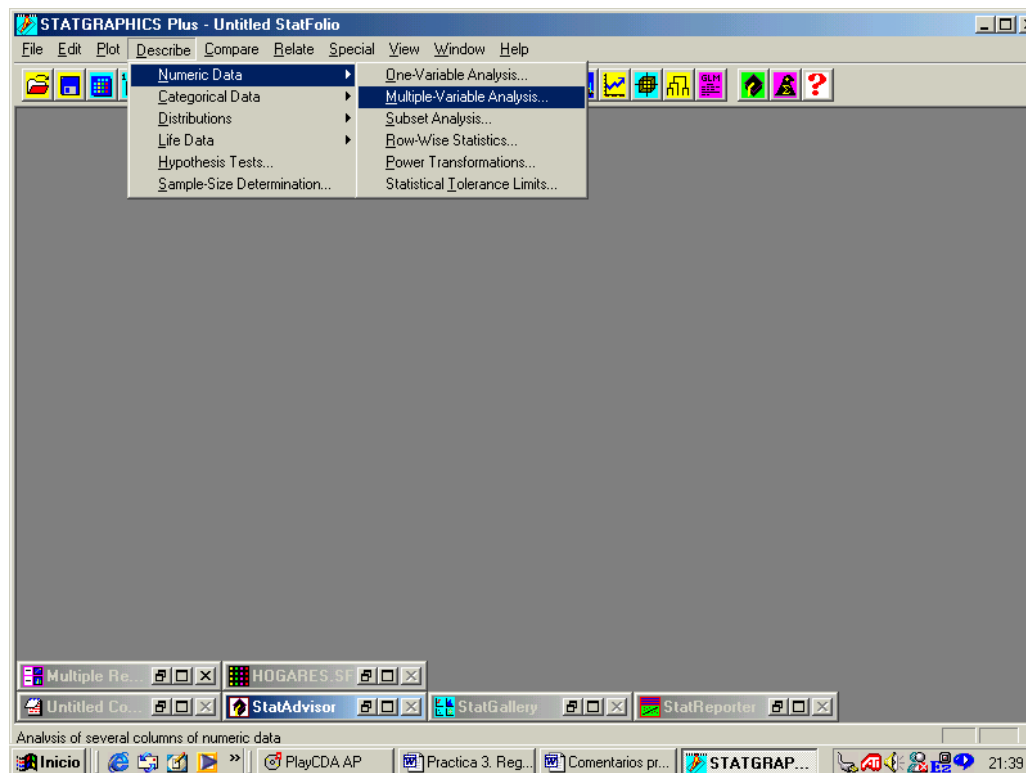 STATGRAPHICS Plus - Untitled StatFolio
File Edit Plot Describe Compare Relate Special View Window Help
Numeric Data
Categorical Data
Distributions
Life Data
Hypothesis Tests...
Sample-Size Determination...
One-Variable Analysis...
Multiple-Variable Analysis...
Subset Analysis...
Row-Wise Statistics...
Power Transformations...
Statistical Tolerance Limits...
GLM
Multiple Re... HOGARES.SF
Untitled Co... StatAdvisor StatGallery StatReporter
Analysis of several columns of numeric data
Inicio » PlayCDA AP Practica 3. Reg... Comentarios pr... STATGRAP... 21:39